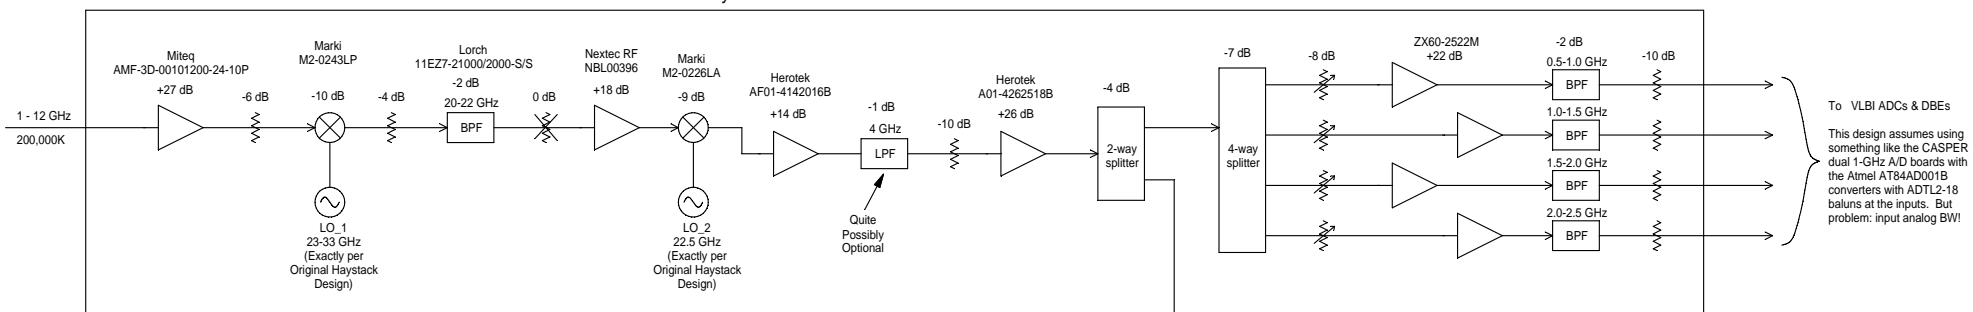 1 - 12 GHz
200,000K
Miteq
AMF-3D-00101200-24-10P
+27 dB
-6 dB
Marki
M2-0243LP
-10 dB
LO_1
23-33 GHz
(Exactly per
Original Haystack
Design)
-4 dB
Lorch
11EZ7-21000/2000-S/S
-2 dB
20-22 GHz
BPF
0 dB
Nextec RF
NBL00396
+18 dB
Marki
M2-0226LA
-9 dB
LO_2
22.5 GHz
(Exactly per
Original Haystack
Design)
Herotek
AF01-4142016B
+14 dB
-1 dB
4 GHz
LPF
Quite
Possibly
Optional
-10 dB
Herotek
A01-4262518B
+26 dB
-4 dB
2-way
splitter
-7 dB
4-way
splitter
-8 dB
ZX60-2522M
+22 dB
-2 dB
0.5-1.0 GHz
BPF
-10 dB
1.0-1.5 GHz
BPF
1.5-2.0 GHz
BPF
2.0-2.5 GHz
BPF
To VLBI ADCs & DBEs
This design assumes using
something like the CASPER
dual 1-GHz A/D boards with
the Atmel AT84AD001B
converters with ADTL2-18
baluns at the inputs. But
problem: input analog BW!